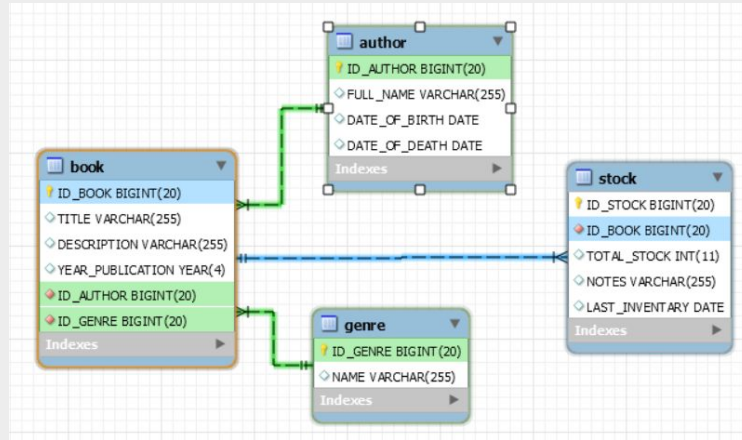 author
ID_AUTHOR BIGINT(20)
FULL_NAME VARCHAR(255)
DATE_OF_BIRTH DATE
DATE_OF_DEATH DATE
Indexes
book
ID_BOOK BIGINT(20)
TITLE VARCHAR(255)
DESCRIPTION VARCHAR(255)
YEAR_PUBLICATION YEAR(4)
ID_AUTHOR BIGINT(20)
ID_GENRE BIGINT(20)
Indexes
stock
ID_STOCK BIGINT(20)
ID_BOOK BIGINT(20)
TOTAL_STOCK INT(11)
NOTES VARCHAR(255)
LAST_INVENTARY DATE
Indexes
genre
ID_GENRE BIGINT(20)
NAME VARCHAR(255)
Indexes